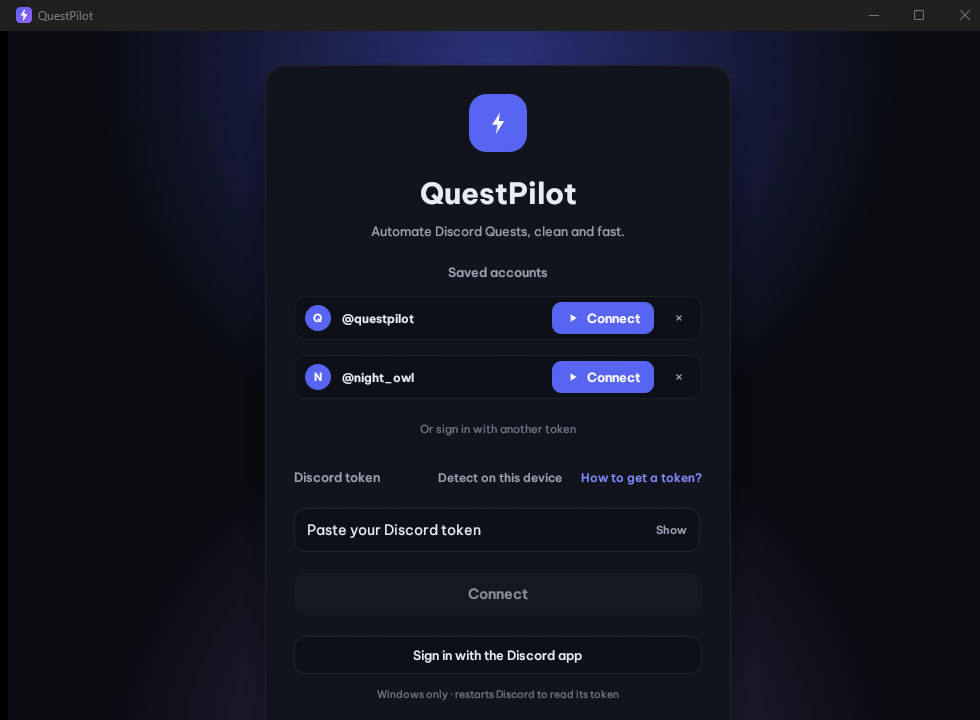 QuestPilot
QuestPilot
Automate Discord Quests, clean and fast.
Saved accounts
Q @questpilot Connect ×
N @night_owl Connect ×
Or sign in with another token
Discord token Detect on this device How to get a token?
Paste your Discord token Show
Connect
Sign in with the Discord app
Windows only · restarts Discord to read its token